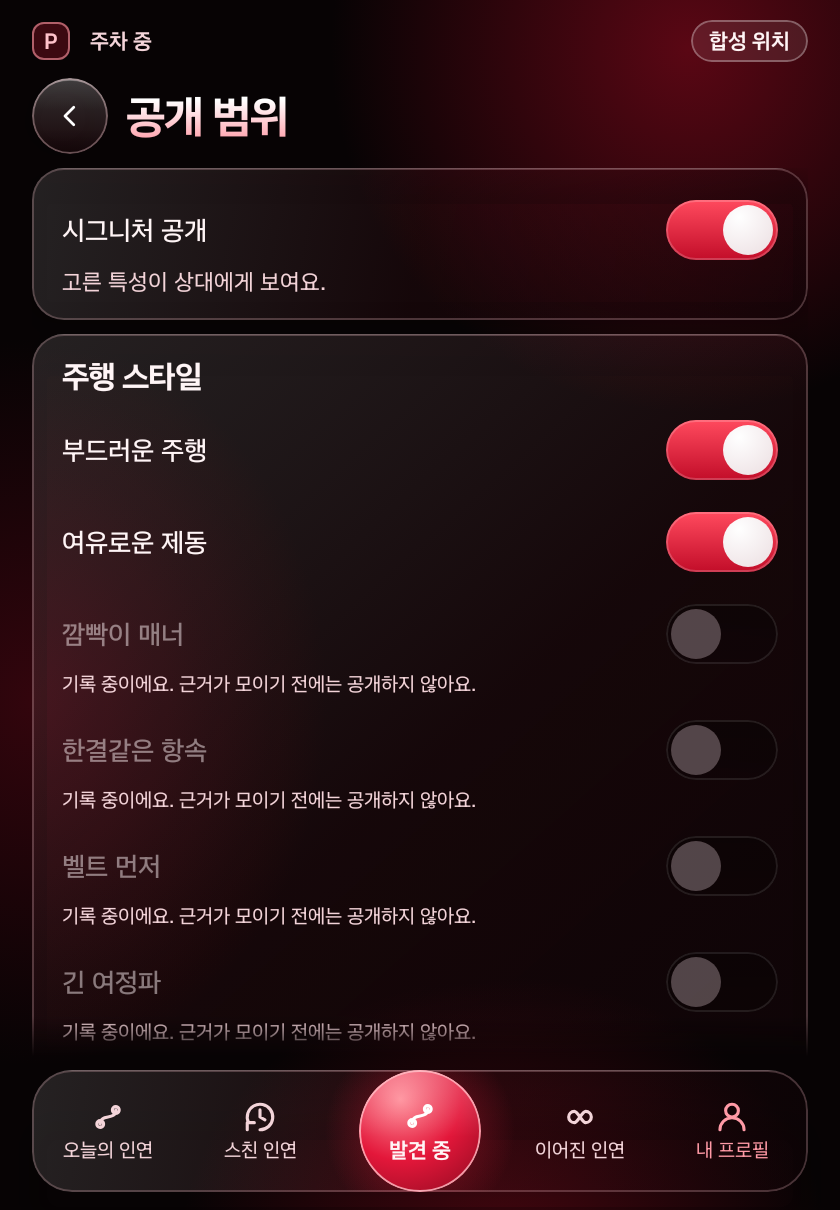 P 주차 중
합성 위치
공개 범위
시그니처 공개
고른 특성이 상대에게 보여요.
주행 스타일
부드러운 주행
여유로운 제동
깜빡이 매너
기록 중이에요. 근거가 모이기 전에는 공개하지 않아요.
한결같은 항속
기록 중이에요. 근거가 모이기 전에는 공개하지 않아요.
벨트 먼저
기록 중이에요. 근거가 모이기 전에는 공개하지 않아요.
긴 여정파
기록 중이에요. 근거가 모이기 전에는 공개하지 않아요.
오늘의 인연
스친 인연
발견 중
이어진 인연
내 프로필